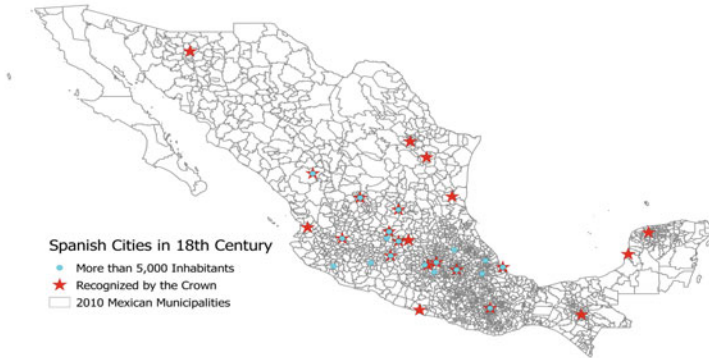 Spanish Cities in 18th Century
More than 5,000 Inhabitants
Recognized by the Crown
2010 Mexican Municipalities